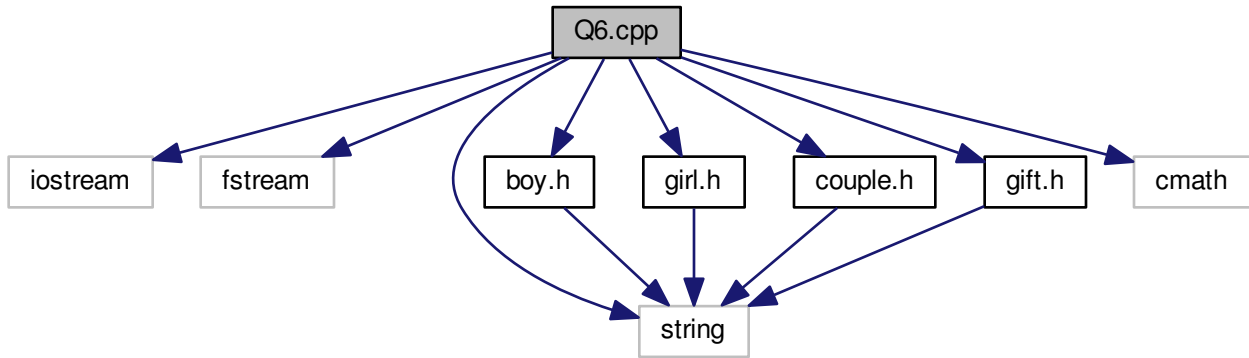 Q6.cpp
iostream
fstream
boy.h
girl.h
couple.h
gift.h
cmath
string